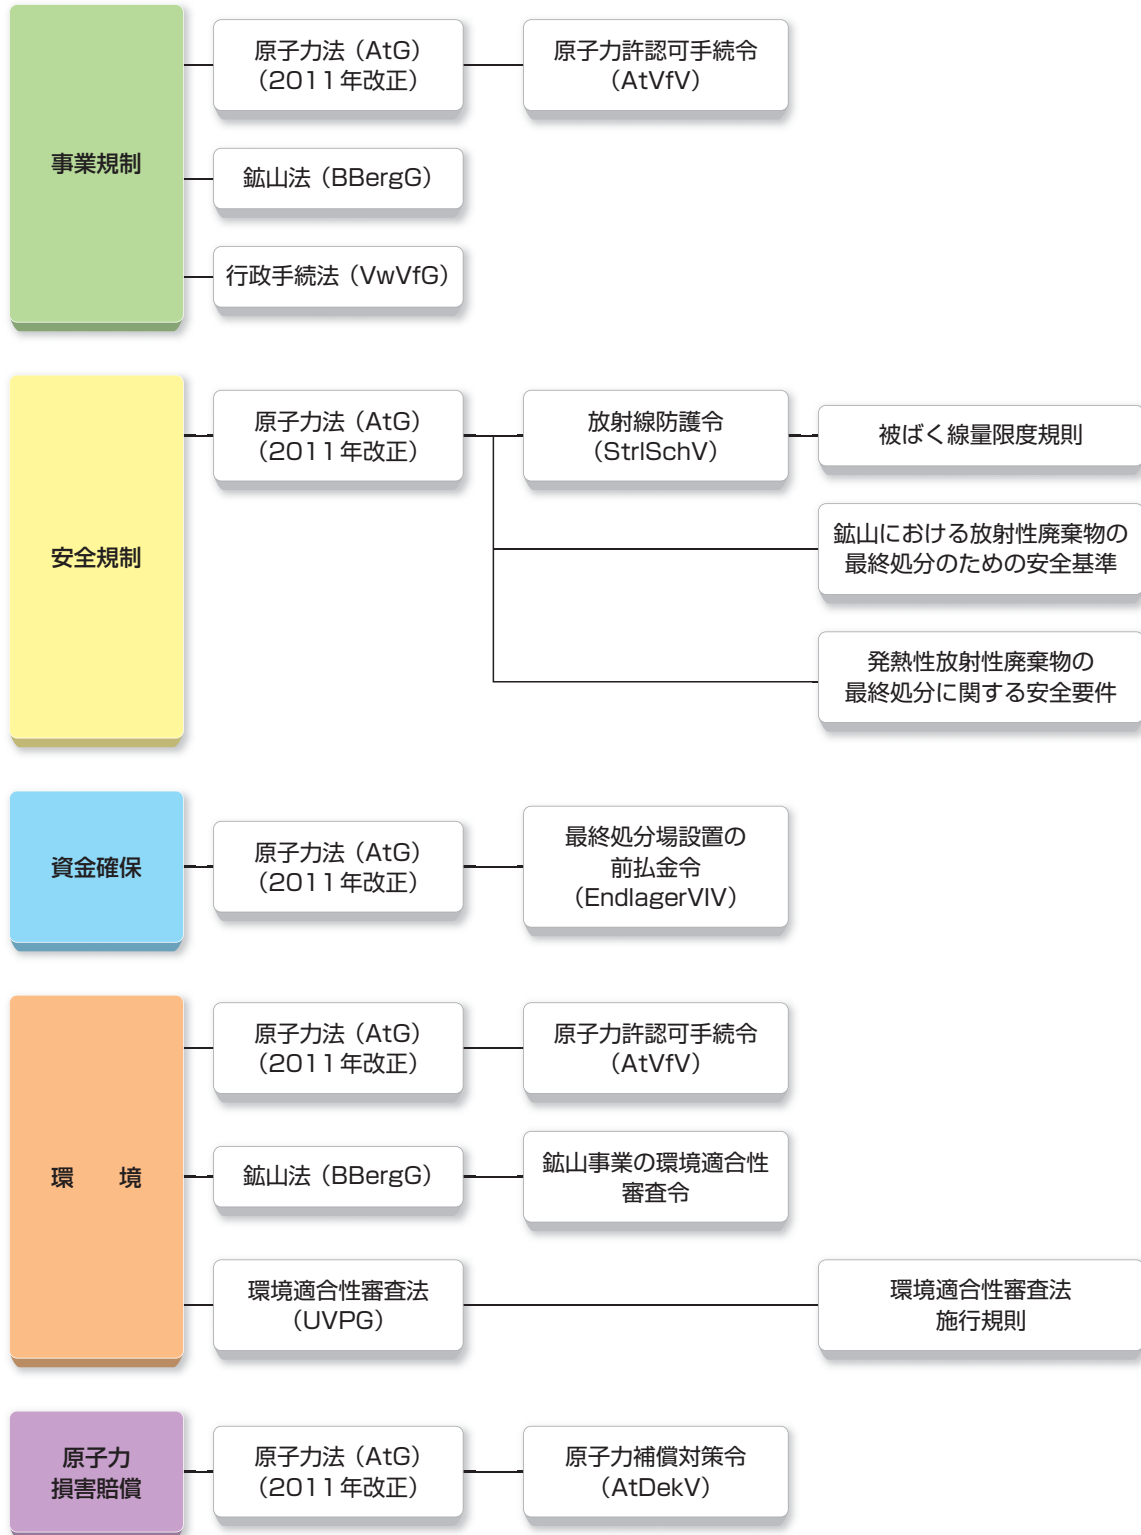 事業規制
原子力法（AtG）
（2011年改正）
原子力許認可手続令
（AtVfV）
鉱山法（BBergG）
行政手続法（VwVfG）
安全規制
原子力法（AtG）
（2011年改正）
放射線防護令
（StrlSchV）
被ばく線量限度規則
鉱山における放射性廃棄物の
最終処分のための安全基準
発熱性放射性廃棄物の
最終処分に関する安全要件
資金確保
原子力法（AtG）
（2011年改正）
最終処分場設置の
前払金令
（EndlagerVlV）
環　　境
原子力法（AtG）
（2011年改正）
原子力許認可手続令
（AtVfV）
鉱山法（BBergG）
鉱山事業の環境適合性
審査令
環境適合性審査法
（UVPG）
環境適合性審査法
施行規則
原子力
損害賠償
原子力法（AtG）
（2011年改正）
原子力補償対策令
（AtDekV）